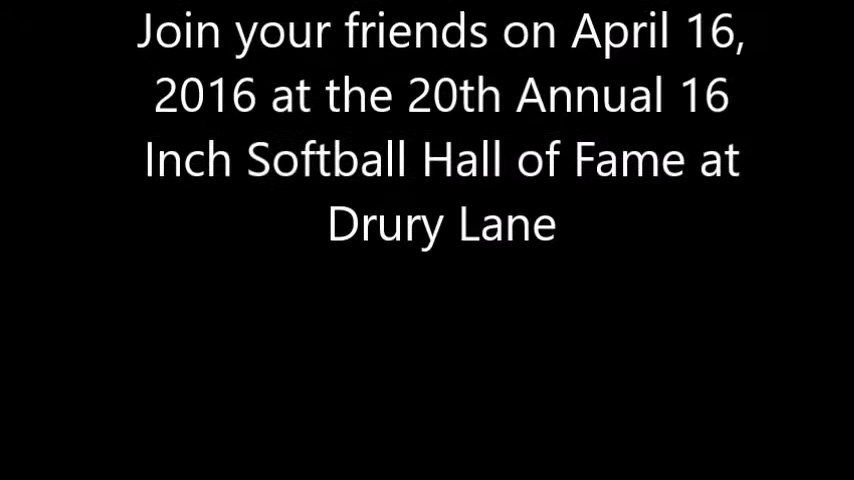 Join your friends on April 16,
2016 at the 20th Annual 16
Inch Softball Hall of Fame at
Drury Lane